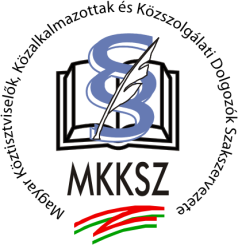 Magyar Köztisztviselők, Közalkalmazottak és Közszolgálati Dolgozók Szakszervezete
§
MKKSZ